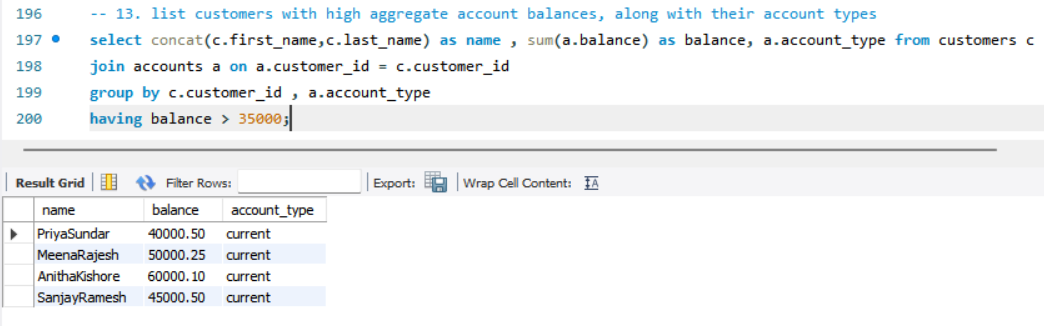 196 -- 13. list customers with high aggregate account balances, along with their account types
197 select concat(c.first_name,c.last_name) as name , sum(a.balance) as balance, a.account_type from customers c
198 join accounts a on a.customer_id = c.customer_id
199 group by c.customer_id , a.account_type
200 having balance > 35000;
Result Grid Filter Rows: Export: Wrap Cell Content: IA
name balance account_type
PriyaSundar 40000.50 current
MeenaRajesh 50000.25 current
AnithaKishore 60000.10 current
SanjayRamesh 45000.50 current